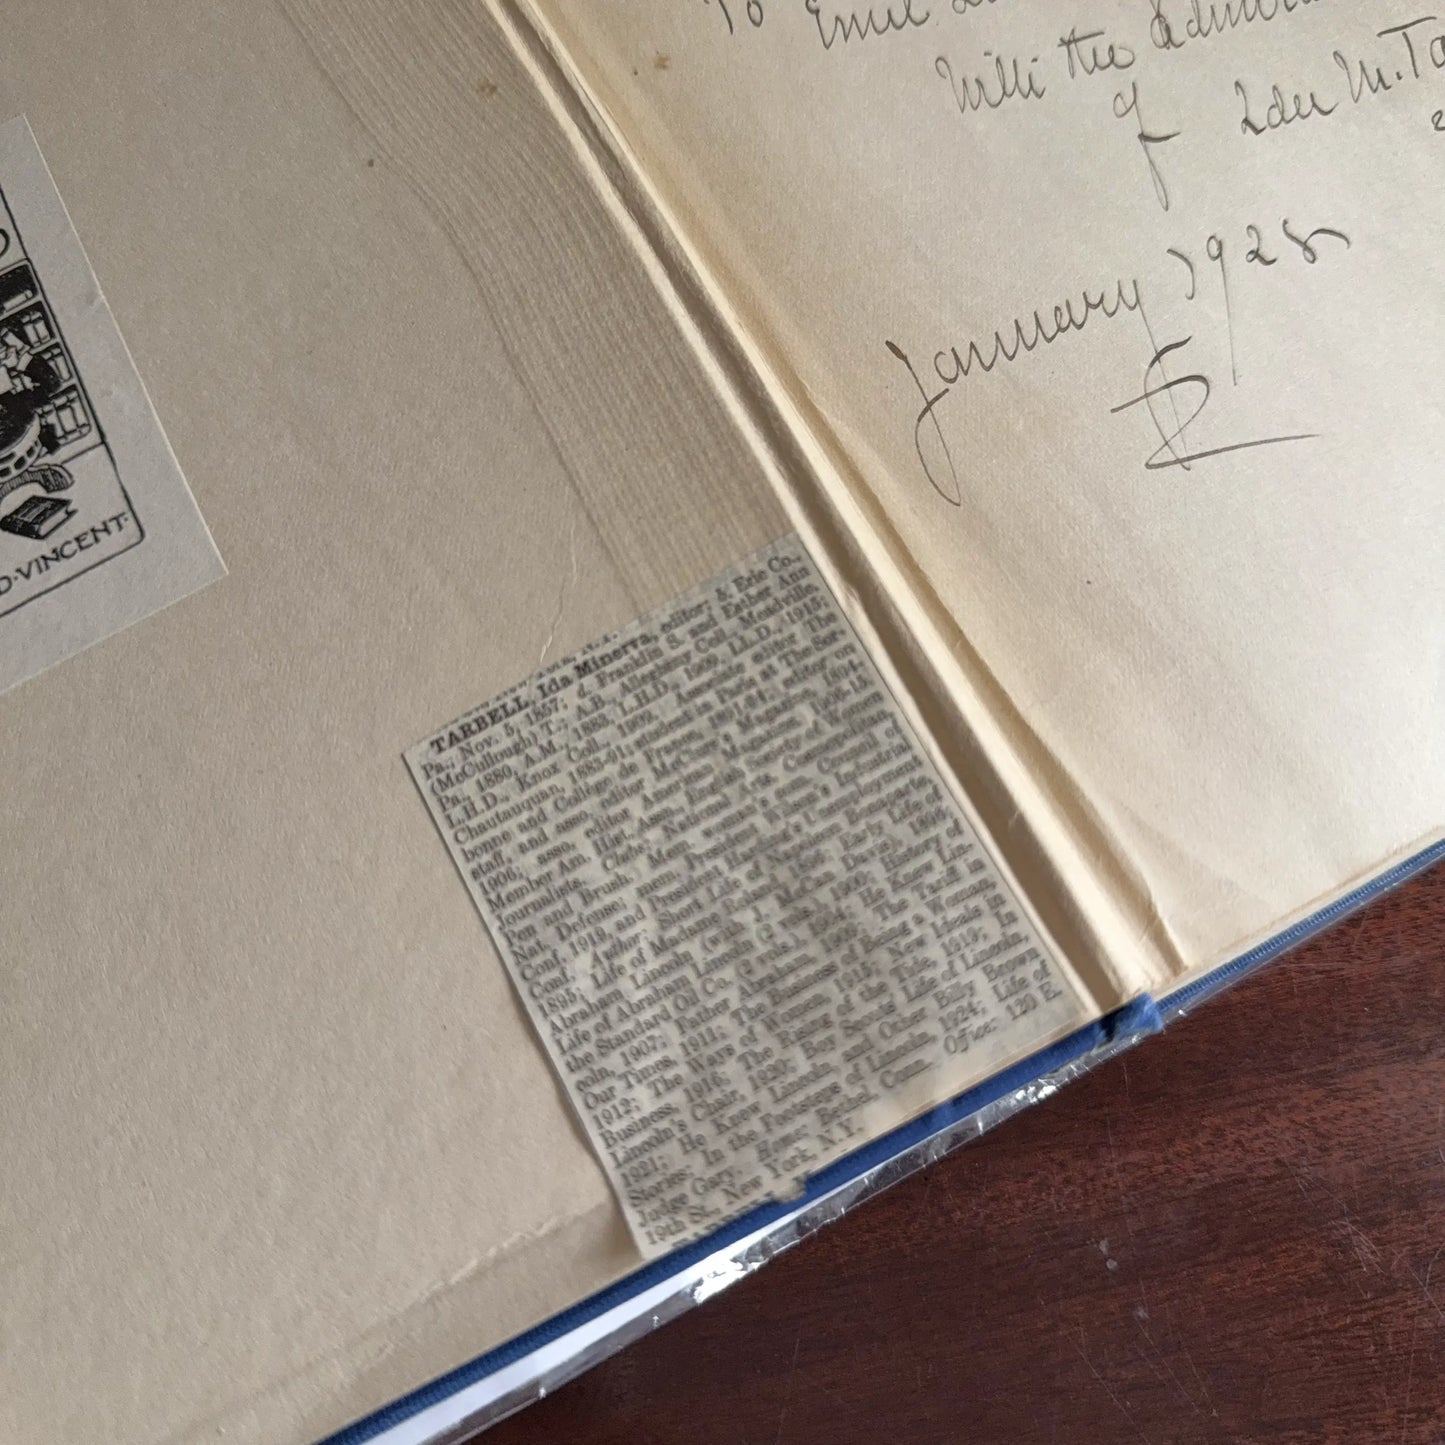 D·VINCENT·
To Emil
With the
of Ida M. Ta
January 1928
TARBELL, Ida Minerva, editor; b. Erie Co.,
Pa., Nov. 5, 1857; d. Franklin S. and Esther Ann
(McCullough) T.; A.B., Allegheny Coll., Meadville,
Pa., 1880, A.M., 1883, L.H.D., 1909, LL.D., 1915;
L.H.D., Knox Coll., 1909. Associate editor The
Chautauquan, 1883-91; student in Paris at The Sor-
bonne and Collège de France, 1891-94; editor on
staff, and asso. editor McClure's Magazine, 1894-
1906; asso. editor American Magazine, 1906-15.
Member Am. Hist. Assn., English Society of Women
Journalists. Clubs: National Arts, Cosmopolitan,
Pen and Brush. Mem. woman's com. Council of
Nat. Defense; mem. President Wilson's Industrial
Conf., 1919, and President Harding's Unemployment
Conf. Author: Short Life of Napoleon Bonaparte,
1895; Life of Madame Roland, 1896; Early Life of
Abraham Lincoln (with J. McCan Davis), 1896;
Life of Abraham Lincoln (2 vols.), 1900; History of
the Standard Oil Co. (2 vols.), 1904; He Knew Lin-
coln, 1907; Father Abraham, 1909; The Tariff in
Our Times, 1911; The Business of Being a Woman,
1912; The Ways of Women, 1915; New Ideals in
Business, 1916; The Rising of the Tide, 1919; In
Lincoln's Chair, 1920; Boy Scouts' Life of Lincoln,
1921; He Knew Lincoln, and Other Billy Brown
Stories; In the Footsteps of Lincoln, 1924; Life of
Judge Gary. Home: Bethel, Conn. Office: 120 E.
19th St., New York, N.Y.